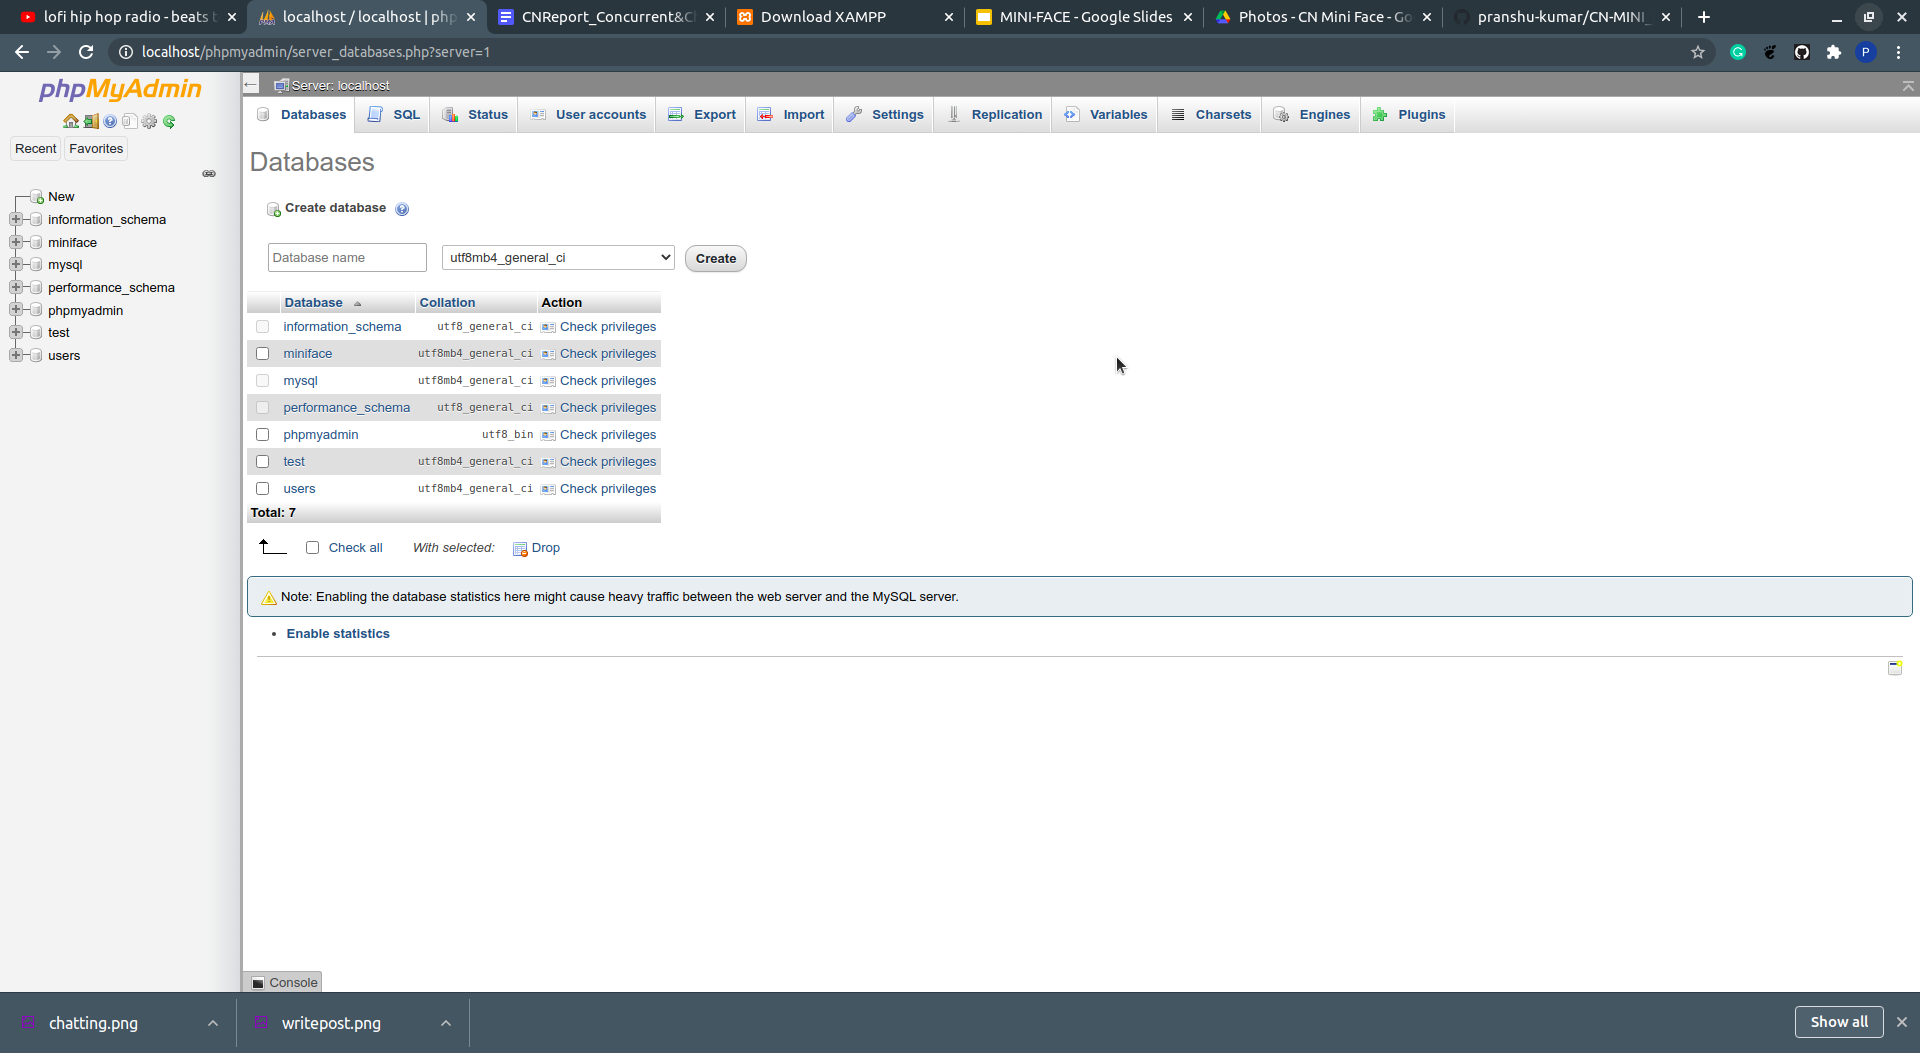 lofi hip hop radio - beats t
localhost / localhost | php
CNReport_Concurrent&C
Download XAMPP
MINI-FACE - Google Slides
Photos - CN Mini Face - Go
pranshu-kumar/CN-MINI_
localhost/phpmyadmin/server_databases.php?server=1
P
phpMyAdmin
Recent
Favorites
New
information_schema
miniface
mysql
performance_schema
phpmyadmin
test
users
Server: localhost
Databases
SQL
Status
User accounts
Export
Import
Settings
Replication
Variables
Charsets
Engines
Plugins
Databases
Create database
Database name
utf8mb4_general_ci
Create
Database
Collation
Action
information_schema utf8_general_ci Check privileges
miniface utf8mb4_general_ci Check privileges
mysql utf8mb4_general_ci Check privileges
performance_schema utf8_general_ci Check privileges
phpmyadmin utf8_bin Check privileges
test utf8mb4_general_ci Check privileges
users utf8mb4_general_ci Check privileges
Total: 7
Check all
With selected:
Drop
Note: Enabling the database statistics here might cause heavy traffic between the web server and the MySQL server.
Enable statistics
Console
chatting.png
writepost.png
Show all